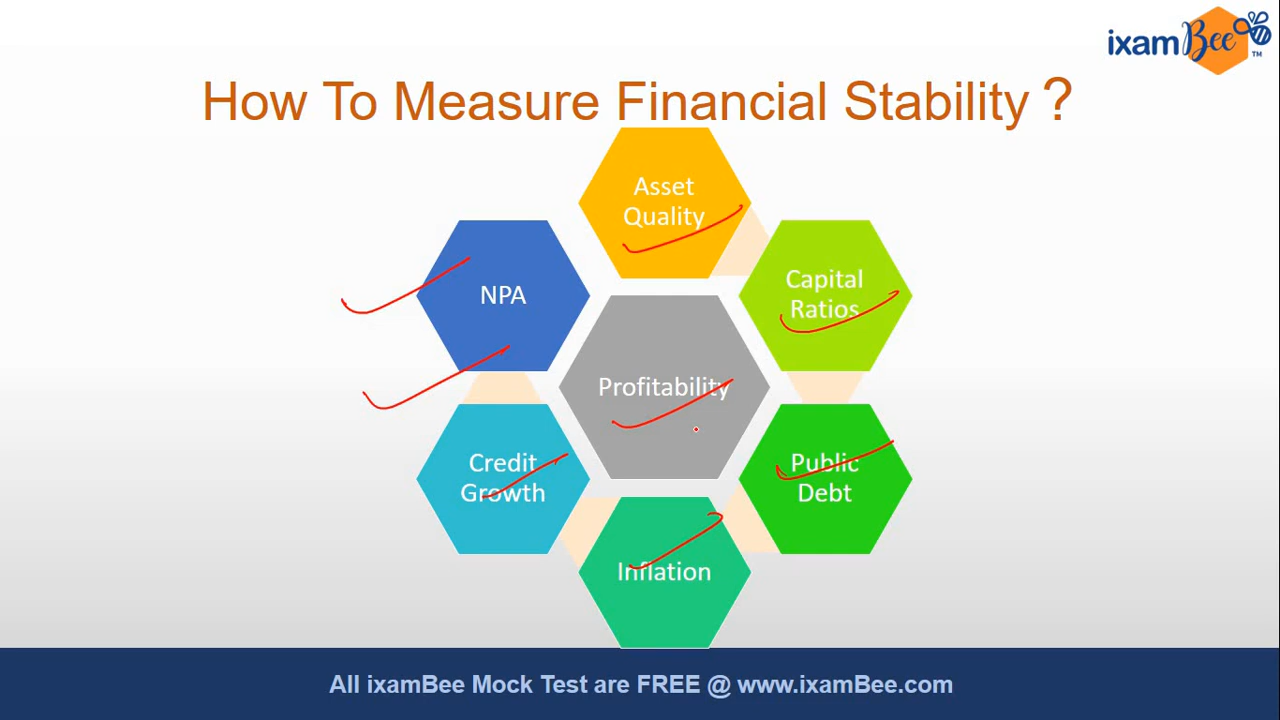 ixamBee
TM
How To Measure Financial Stability ?
Asset
Quality
NPA
Capital
Ratios
Profitability
Credit
Growth
Public
Debt
Inflation
All ixamBee Mock Test are FREE @ www.ixamBee.com